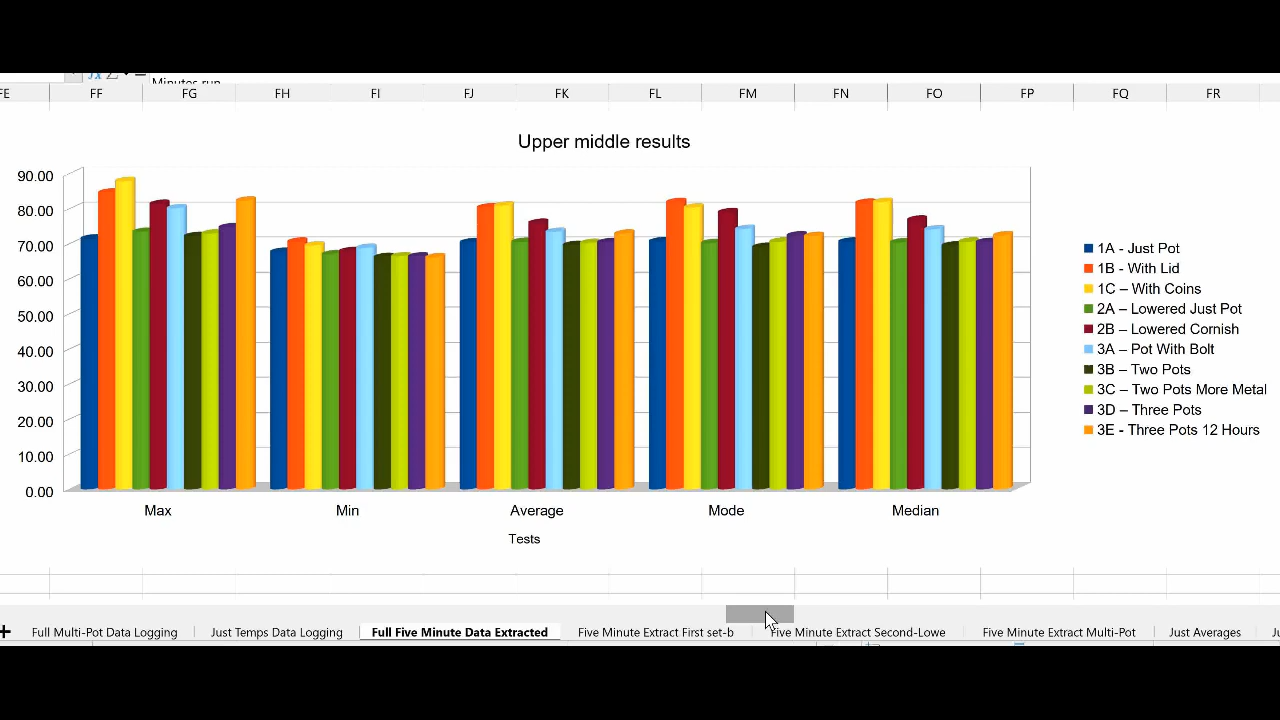 Minutes run
FE FF FG FH FI FJ FK FL FM FN FO FP FQ FR
Upper middle results
90.00
80.00
70.00
60.00
50.00
40.00
30.00
20.00
10.00
0.00
1A - Just Pot
1B - With Lid
1C – With Coins
2A – Lowered Just Pot
2B – Lowered Cornish
3A – Pot With Bolt
3B – Two Pots
3C – Two Pots More Metal
3D – Three Pots
3E - Three Pots 12 Hours
Max Min Average Mode Median
Tests
Full Multi-Pot Data Logging Just Temps Data Logging Full Five Minute Data Extracted Five Minute Extract First set-b Five Minute Extract Second-Lowe Five Minute Extract Multi-Pot Just Averages